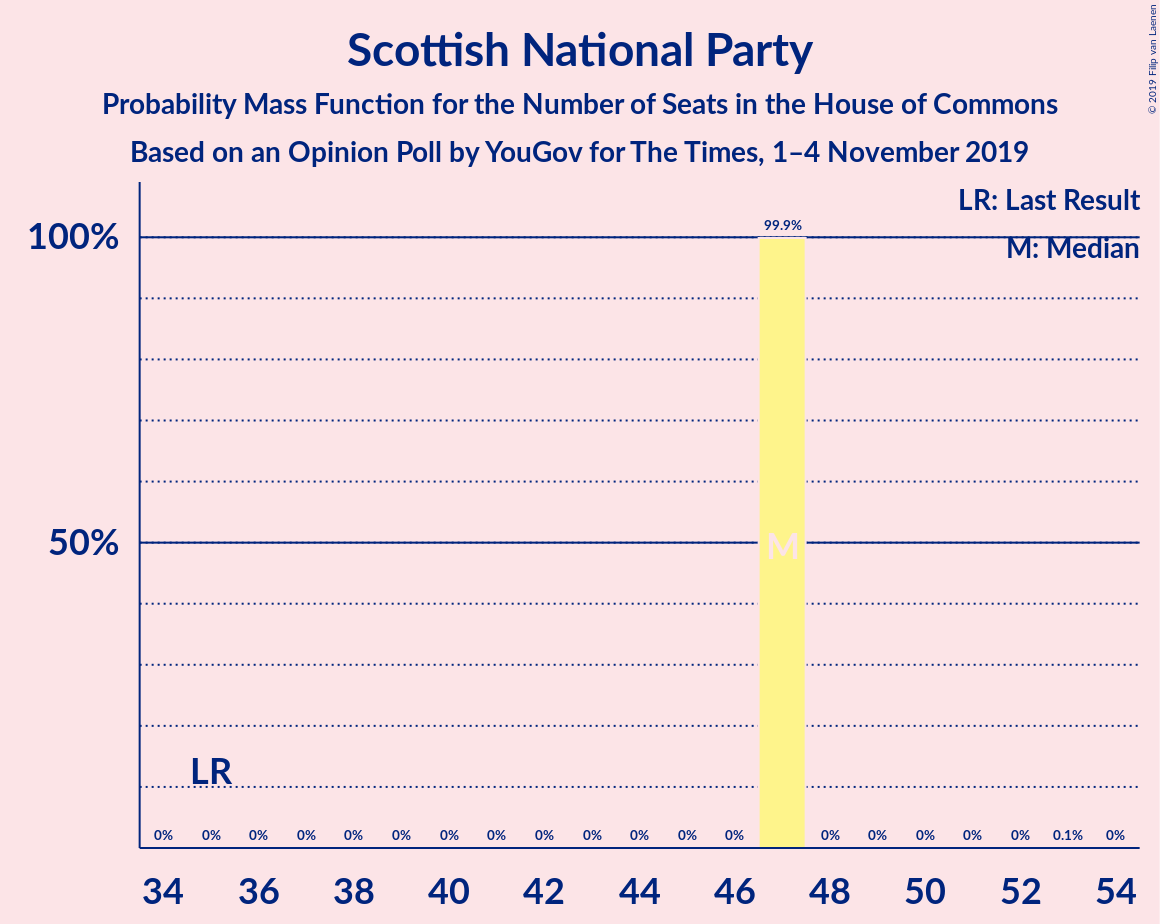 Scottish National Party
Probability Mass Function for the Number of Seats in the House of Commons
Based on an Opinion Poll by YouGov for The Times, 1–4 November 2019
© 2019 Filip van Laenen
LR: Last Result
M: Median
99.9%
100%
50%
M
LR
0% 0% 0% 0% 0% 0% 0% 0% 0% 0% 0% 0% 0% 0% 0% 0% 0% 0% 0.1% 0%
34 36 38 40 42 44 46 48 50 52 54